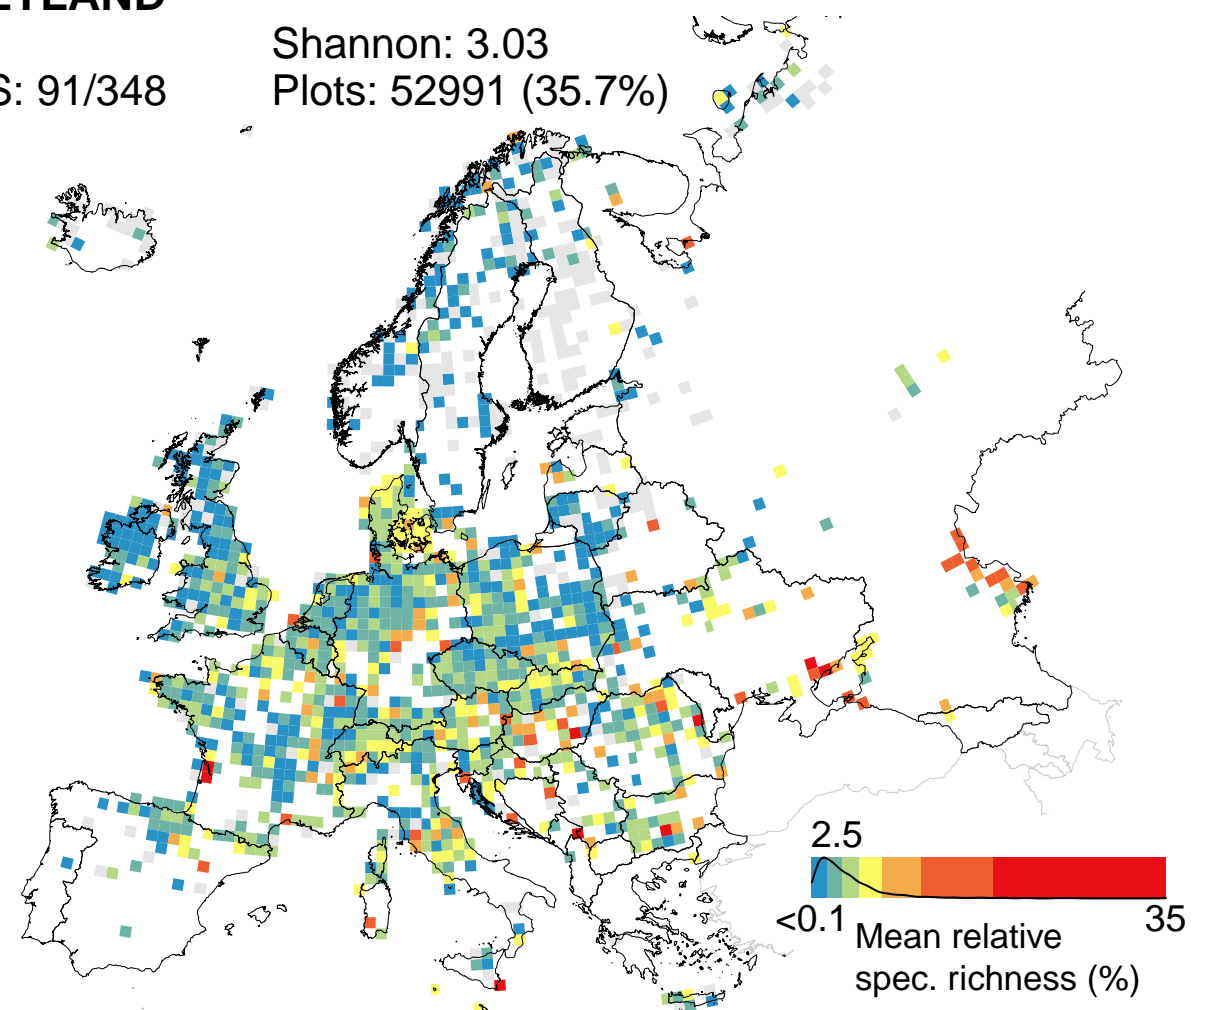 Shannon: 3.03
S: 91/348
Plots: 52991 (35.7%)
2.5
<0.1
35
Mean relative
spec. richness (%)